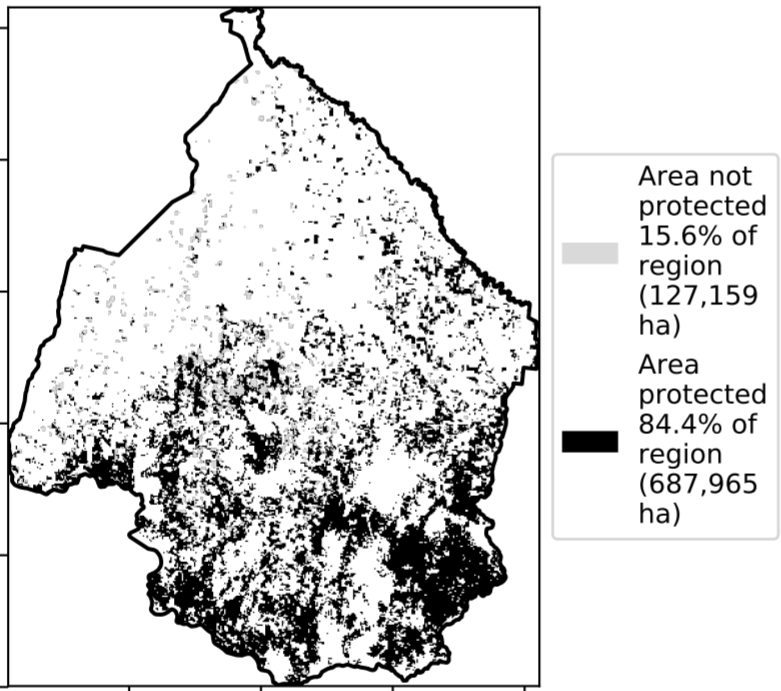 Area not
protected
15.6% of
region
(127,159
ha)
Area
protected
84.4% of
region
(687,965
ha)